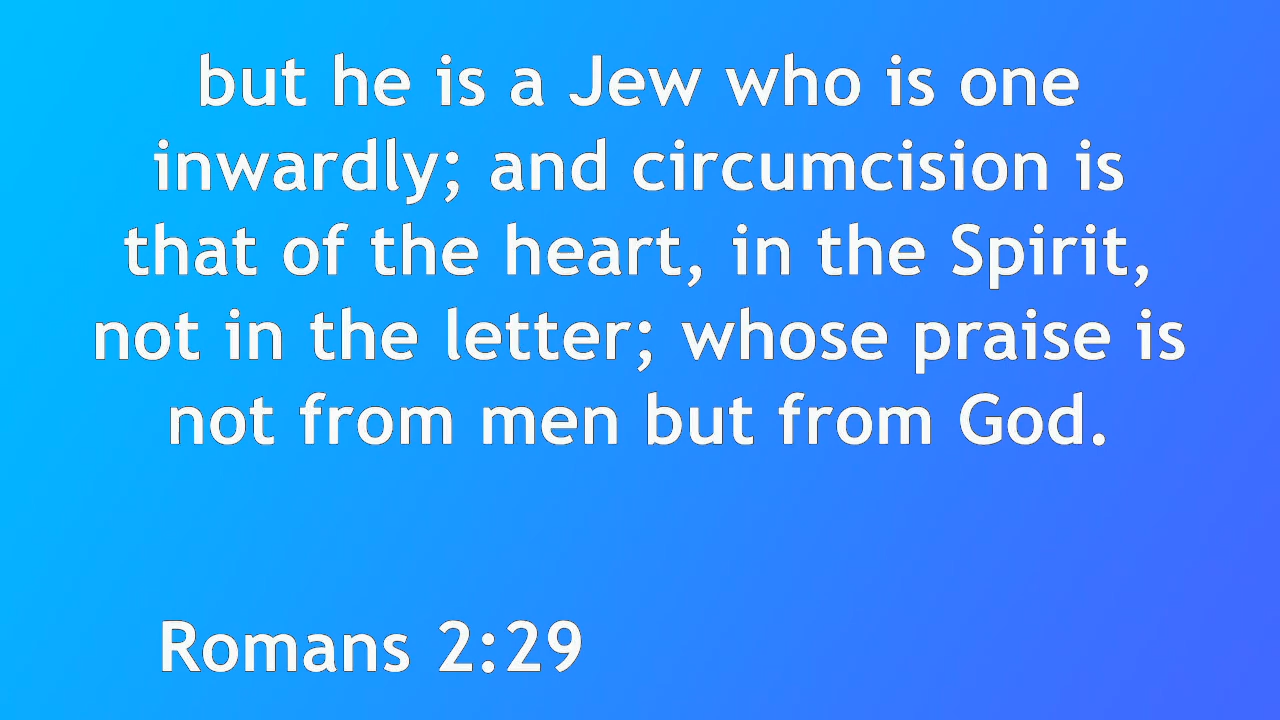 but he is a Jew who is one
inwardly; and circumcision is
that of the heart, in the Spirit,
not in the letter; whose praise is
not from men but from God.
Romans 2:29